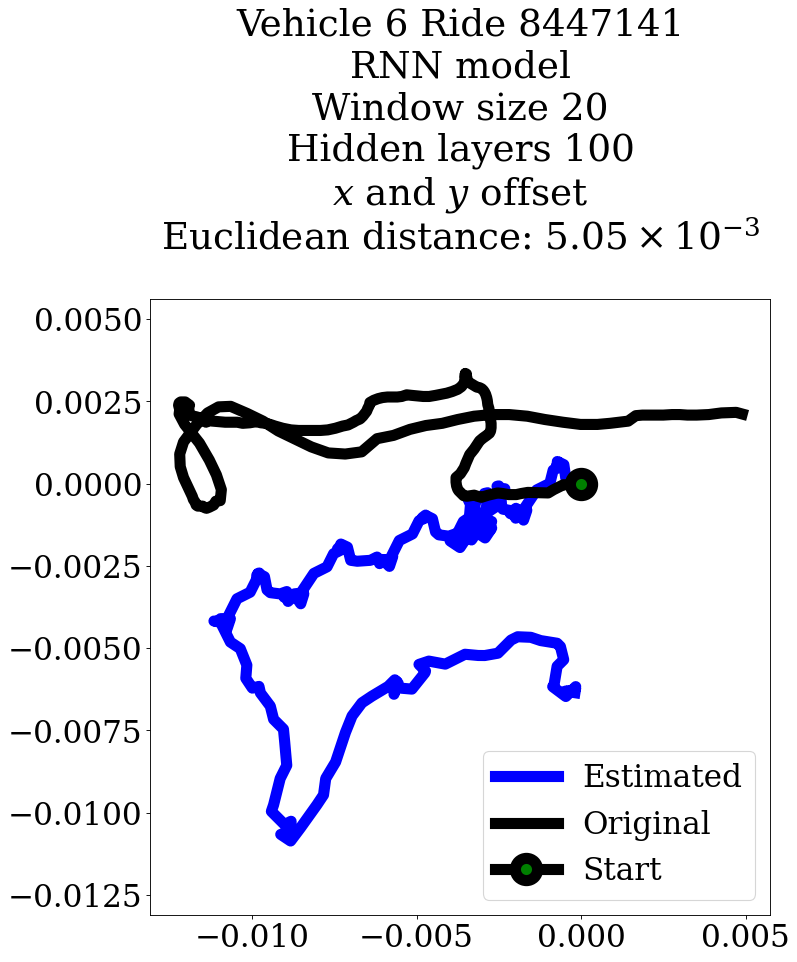 Vehicle 6 Ride 8447141
RNN model
Window size 20
Hidden layers 100
x and y offset
Euclidean distance: 5.05 × 10⁻³
0.0050
0.0025
0.0000
−0.0025
−0.0050
−0.0075
−0.0100
−0.0125
Estimated
Original
Start
−0.010 −0.005 0.000 0.005